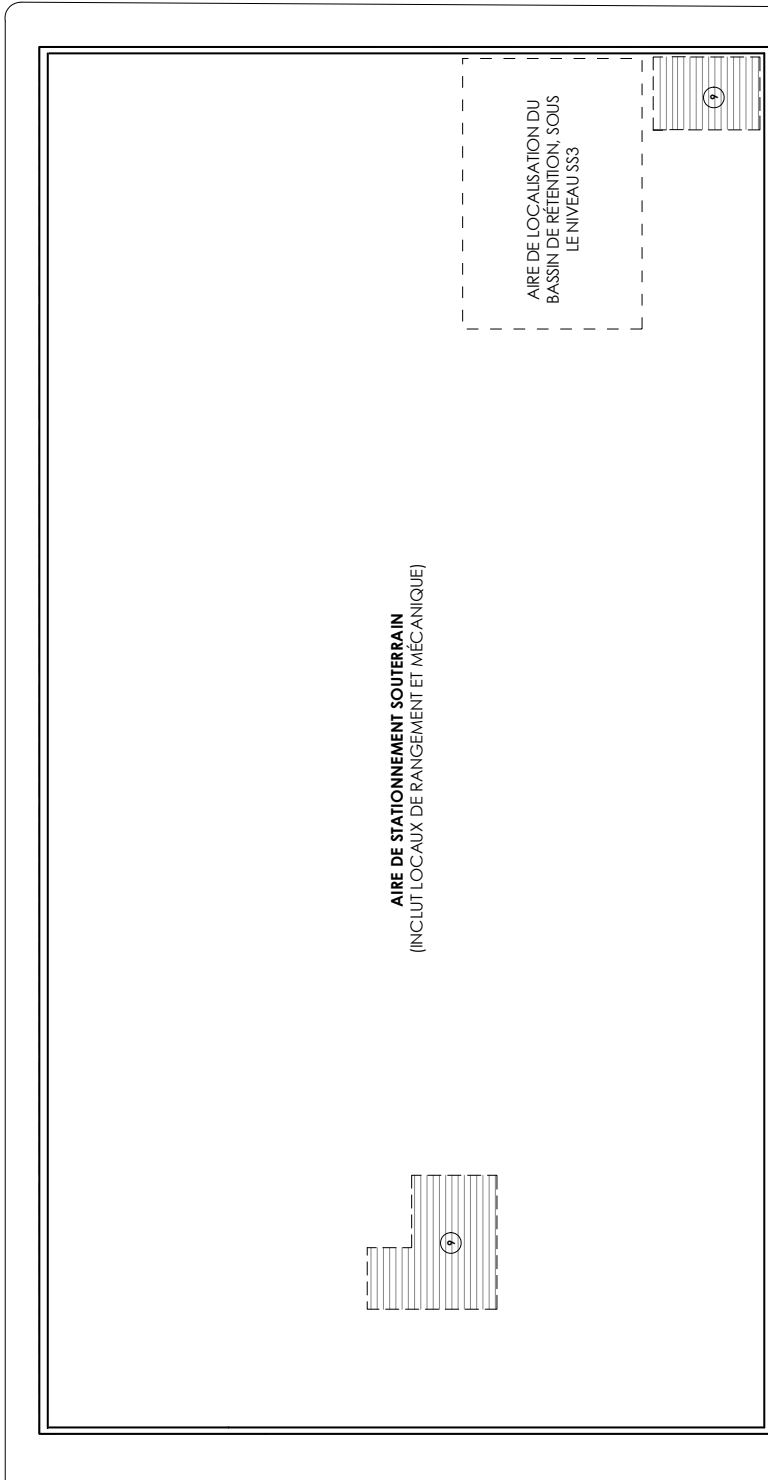 AIRE DE STATIONNEMENT SOUTERRAIN
(INCLUT LOCAUX DE RANGEMENT ET MÉCANIQUE)
9
AIRE DE LOCALISATION DU
BASSIN DE RÉTENTION, SOUS
LE NIVEAU SS3
9